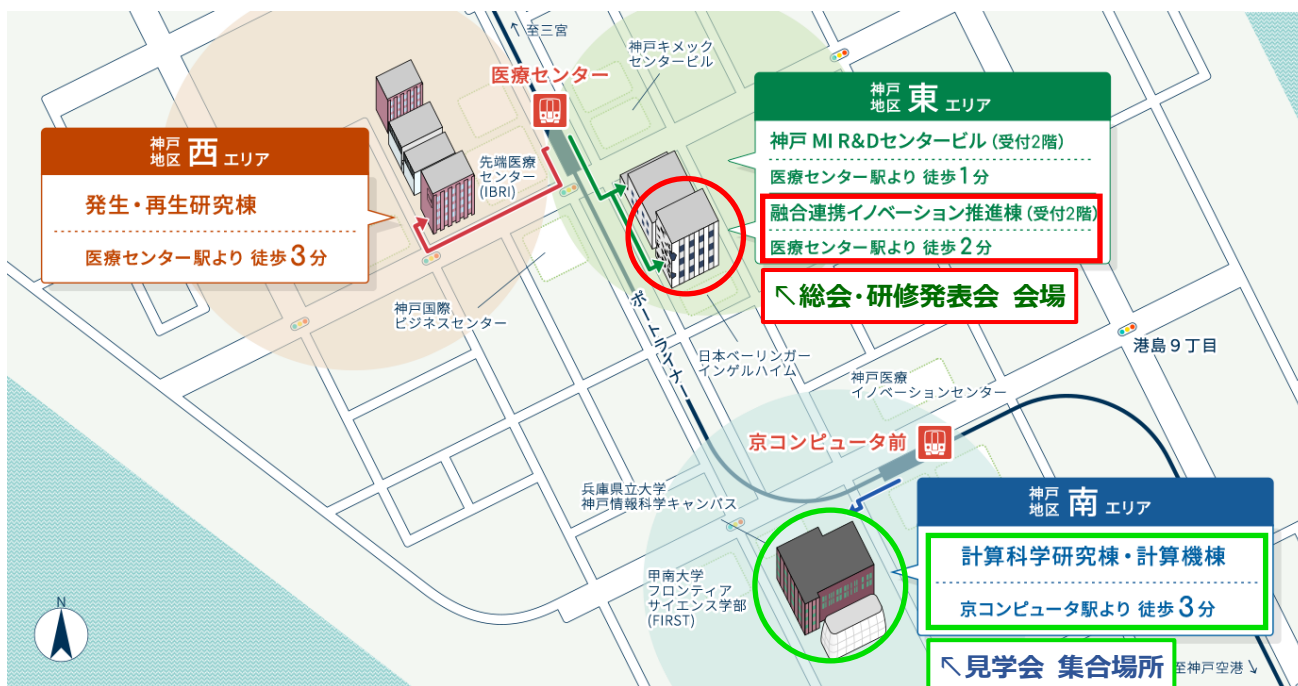 ↖至三宮
神戸キメック
センタービル
医療センター
神戸
地区 西 エリア
発生・再生研究棟
医療センター駅より 徒歩3分
先端医療
センター
(IBRI)
神戸
地区 東 エリア
神戸 MI R&Dセンタービル (受付2階)
医療センター駅より 徒歩1分
融合連携イノベーション推進棟 (受付2階)
医療センター駅より 徒歩2分
↖総会・研修発表会 会場
神戸国際
ビジネスセンター
ポートライナー
日本ベーリンガー
インゲルハイム
港島9丁目
神戸医療
イノベーションセンター
京コンピュータ前
兵庫県立大学
神戸情報科学キャンパス
神戸
地区 南 エリア
計算科学研究棟・計算機棟
京コンピュータ駅より 徒歩3分
甲南大学
フロンティア
サイエンス学部
(FIRST)
N
↖見学会 集合場所
至神戸空港↘